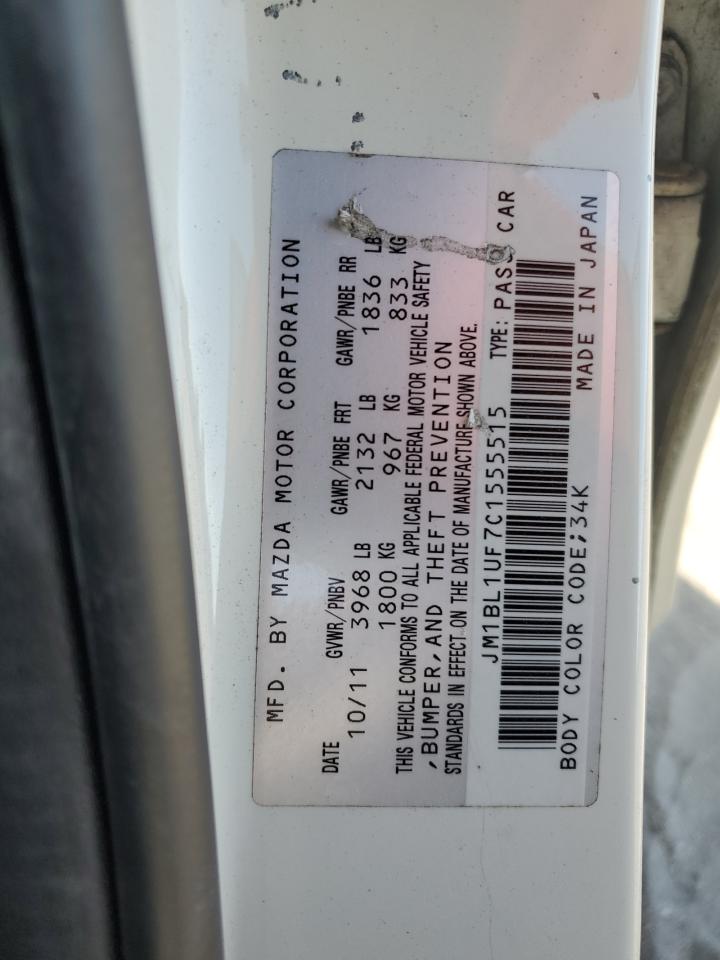 MFD. BY MAZDA MOTOR CORPORATION
DATE GVWR/PNBV GAWR/PNBE FRT GAWR/PNBE RR
10/11 3968 LB 2132 LB 1836 LB
1800 KG 967 KG 833 KG
THIS VEHICLE CONFORMS TO ALL APPLICABLE FEDERAL MOTOR VEHICLE SAFETY
,BUMPER,AND THEFT PREVENTION
STANDARDS IN EFFECT ON THE DATE OF MANUFACTURE SHOWN ABOVE.
JM1BL1UF7C1555515 TYPE: PASS CAR
BODY COLOR CODE;34K MADE IN JAPAN